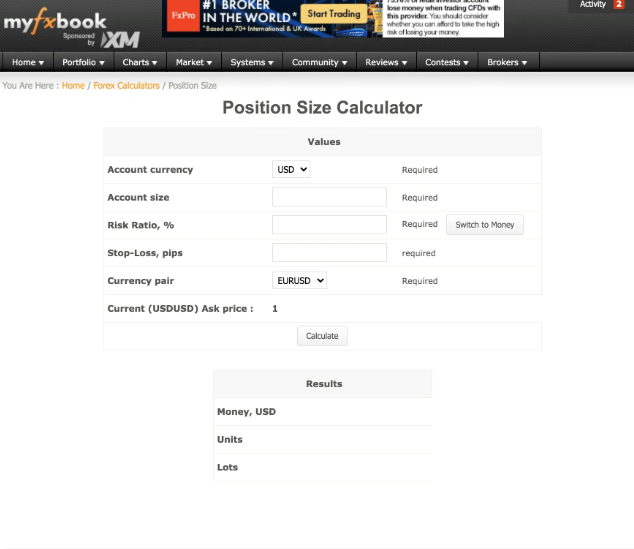 #1 BROKER
IN THE WORLD*
*Based on 70+ International & UK Awards
FxPro
Start Trading
75.76% of retail investor account
lose money when trading CFDs with
this provider. You should consider
whether you can afford to take the high
risk of losing your money.
Activity 2
myfxbook
Sponsored
by XM
Home Portfolio Charts Market Systems Community Reviews Contests Brokers
You Are Here : Home / Forex Calculators / Position Size
Position Size Calculator
Values
Account currency USD Required
Account size Required
Risk Ratio, % Required Switch to Money
Stop-Loss, pips required
Currency pair EURUSD Required
Current (USDUSD) Ask price : 1
Calculate
Results
Money, USD
Units
Lots